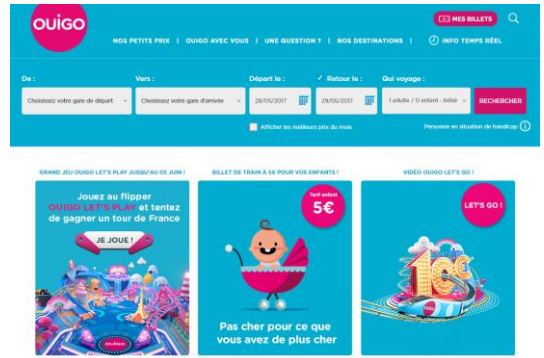 OUIGO
MES BILLETS
NOS PETITS PRIX | OUIGO AVEC VOUS | UNE QUESTION ? | NOS DESTINATIONS | INFO TEMPS RÉEL
De : Vers : Départ le : ✓ Retour le : Qui voyage :
Choisissez votre gare de départ Choisissez votre gare d'arrivée 28/05/2017 29/05/2017 1 adulte / 0 enfant - bébé RECHERCHER
Afficher les meilleurs prix du mois Personne en situation de handicap
GRAND JEU OUIGO LET'S PLAY JUSQU'AU 05 JUIN ! BILLET DE TRAIN À 5€ POUR VOS ENFANTS ! VIDÉO OUIGO LET'S GO !
Jouez au flipper
OUIGO LET'S PLAY et tentez
de gagner un tour de France
JE JOUE !
ouigo
Tarif enfant
5€
Pas cher pour ce que
vous avez de plus cher
LET'S GO !
10€